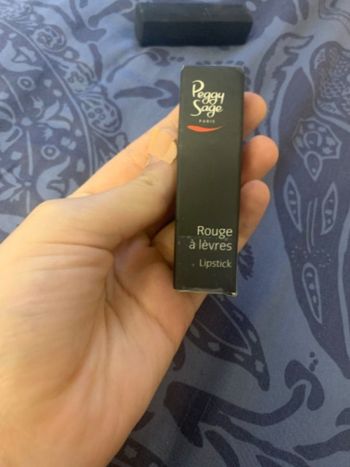 Peggy
Sage
PARIS
Rouge
à lèvres
Lipstick